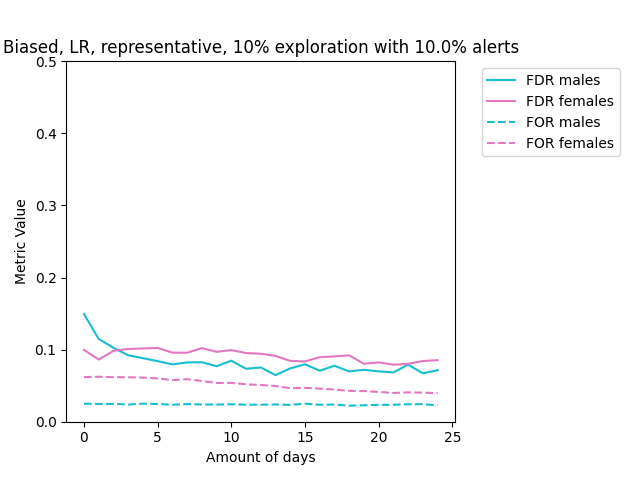 Biased, LR, representative, 10% exploration with 10.0% alerts
0.5
0.4
0.3
0.2
0.1
0.0
Metric Value
0 5 10 15 20 25
Amount of days
FDR males
FDR females
FOR males
FOR females